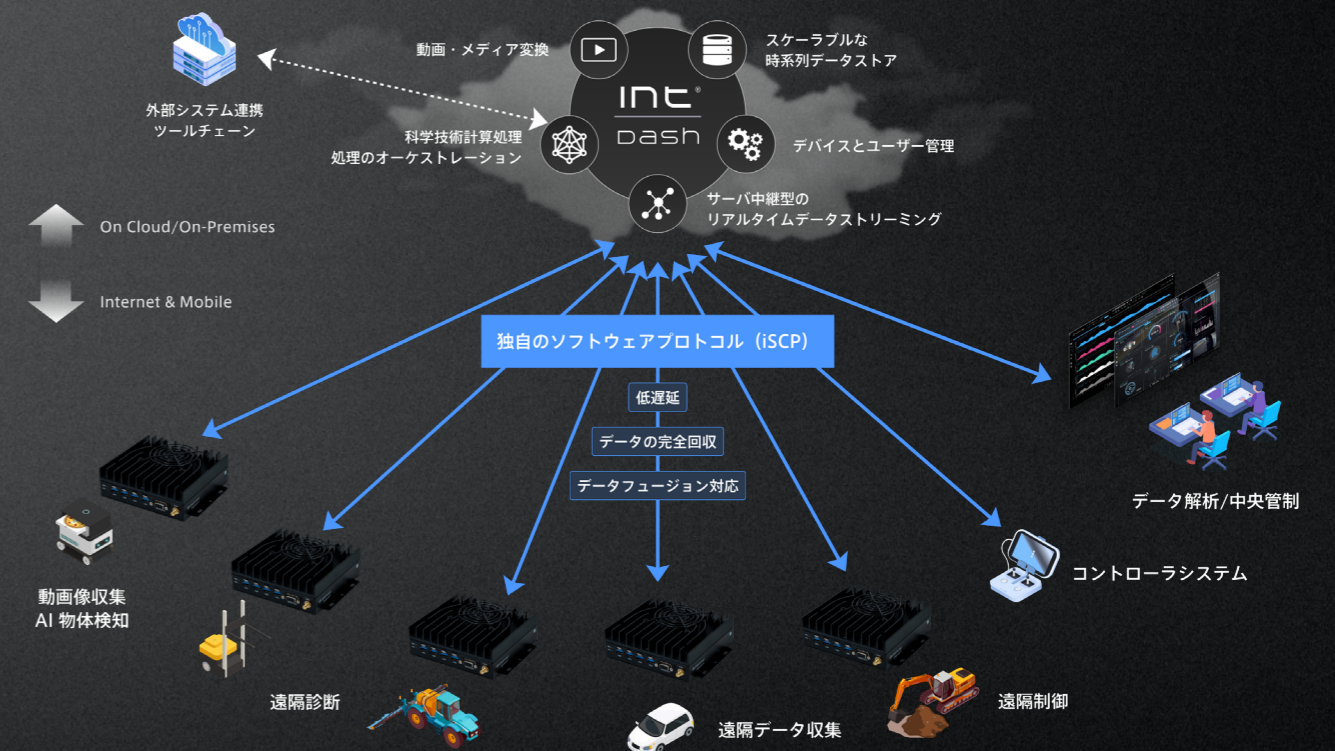 動画・メディア変換
スケーラブルな
時系列データストア
外部システム連携
ツールチェーン
intDash
科学技術計算処理
処理のオーケストレーション
デバイスとユーザー管理
サーバ中継型の
リアルタイムデータストリーミング
On Cloud/On-Premises
Internet & Mobile
独自のソフトウェアプロトコル（iSCP）
低遅延
データの完全回収
データフュージョン対応
データ解析/中央管制
コントローラシステム
動画像収集
AI 物体検知
遠隔診断
遠隔データ収集
遠隔制御